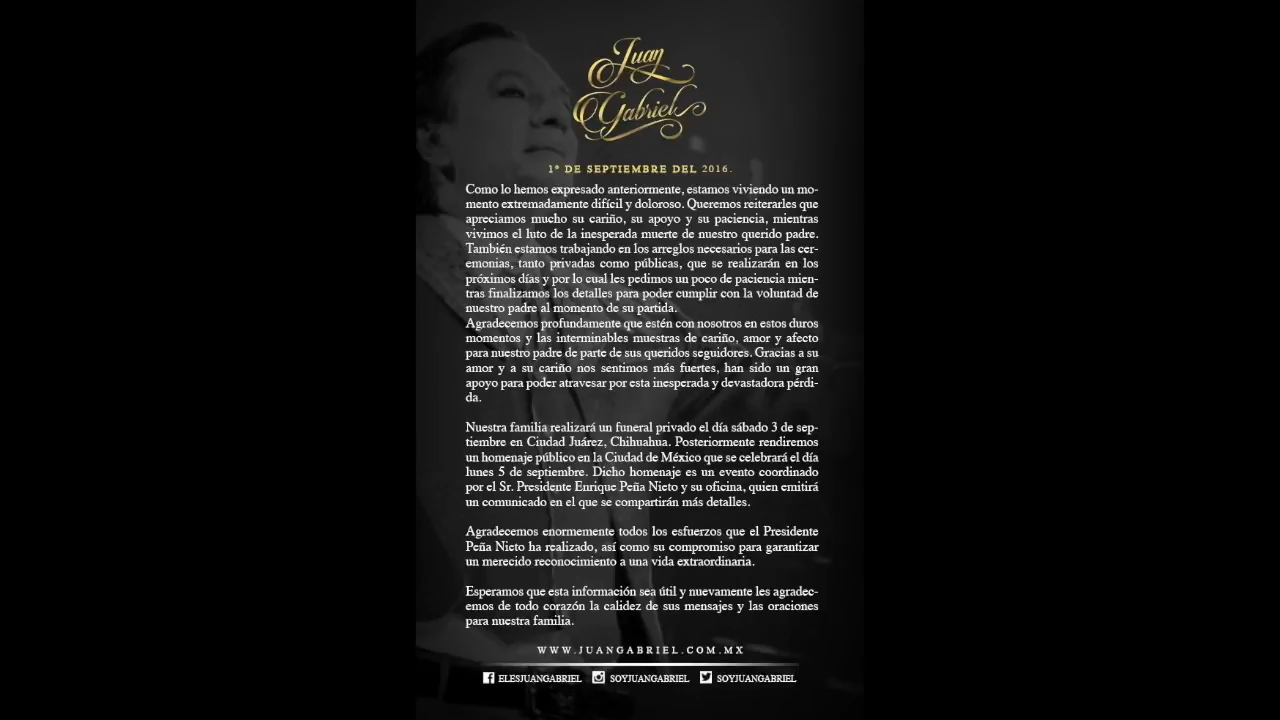 Juan
Gabriel
1º DE SEPTIEMBRE DEL 2016.
Como lo hemos expresado anteriormente, estamos viviendo un mo-
mento extremadamente difícil y doloroso. Queremos reiterarles que
apreciamos mucho su cariño, su apoyo y su paciencia, mientras
vivimos el luto de la inesperada muerte de nuestro querido padre.
También estamos trabajando en los arreglos necesarios para las cer-
emonias, tanto privadas como públicas, que se realizarán en los
próximos días y por lo cual les pedimos un poco de paciencia mien-
tras finalizamos los detalles para poder cumplir con la voluntad de
nuestro padre al momento de su partida.
Agradecemos profundamente que estén con nosotros en estos duros
momentos y las interminables muestras de cariño, amor y afecto
para nuestro padre de parte de sus queridos seguidores. Gracias a su
amor y a su cariño nos sentimos más fuertes, han sido un gran
apoyo para poder atravesar por esta inesperada y devastadora pérdi-
da.
Nuestra familia realizará un funeral privado el día sábado 3 de sep-
tiembre en Ciudad Juárez, Chihuahua. Posteriormente rendiremos
un homenaje público en la Ciudad de México que se celebrará el día
lunes 5 de septiembre. Dicho homenaje es un evento coordinado
por el Sr. Presidente Enrique Peña Nieto y su oficina, quien emitirá
un comunicado en el que se compartirán más detalles.
Agradecemos enormemente todos los esfuerzos que el Presidente
Peña Nieto ha realizado, así como su compromiso para garantizar
un merecido reconocimiento a una vida extraordinaria.
Esperamos que esta información sea útil y nuevamente les agradec-
emos de todo corazón la calidez de sus mensajes y las oraciones
para nuestra familia.
WWW.JUANGABRIEL.COM.MX
ELESJUANGABRIEL SOYJUANGABRIEL SOYJUANGABRIEL